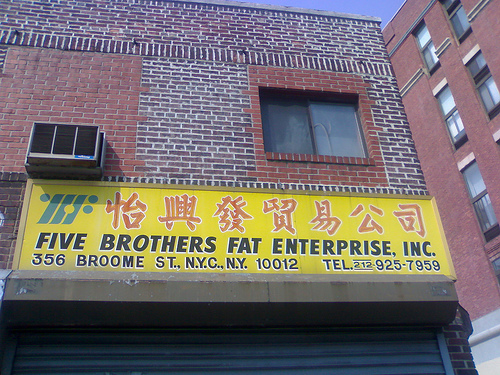 怡興發貿易公司
FIVE BROTHERS FAT ENTERPRISE, INC.
356 BROOME ST., N.Y.C., N.Y. 10012 TEL. 212 925-7959